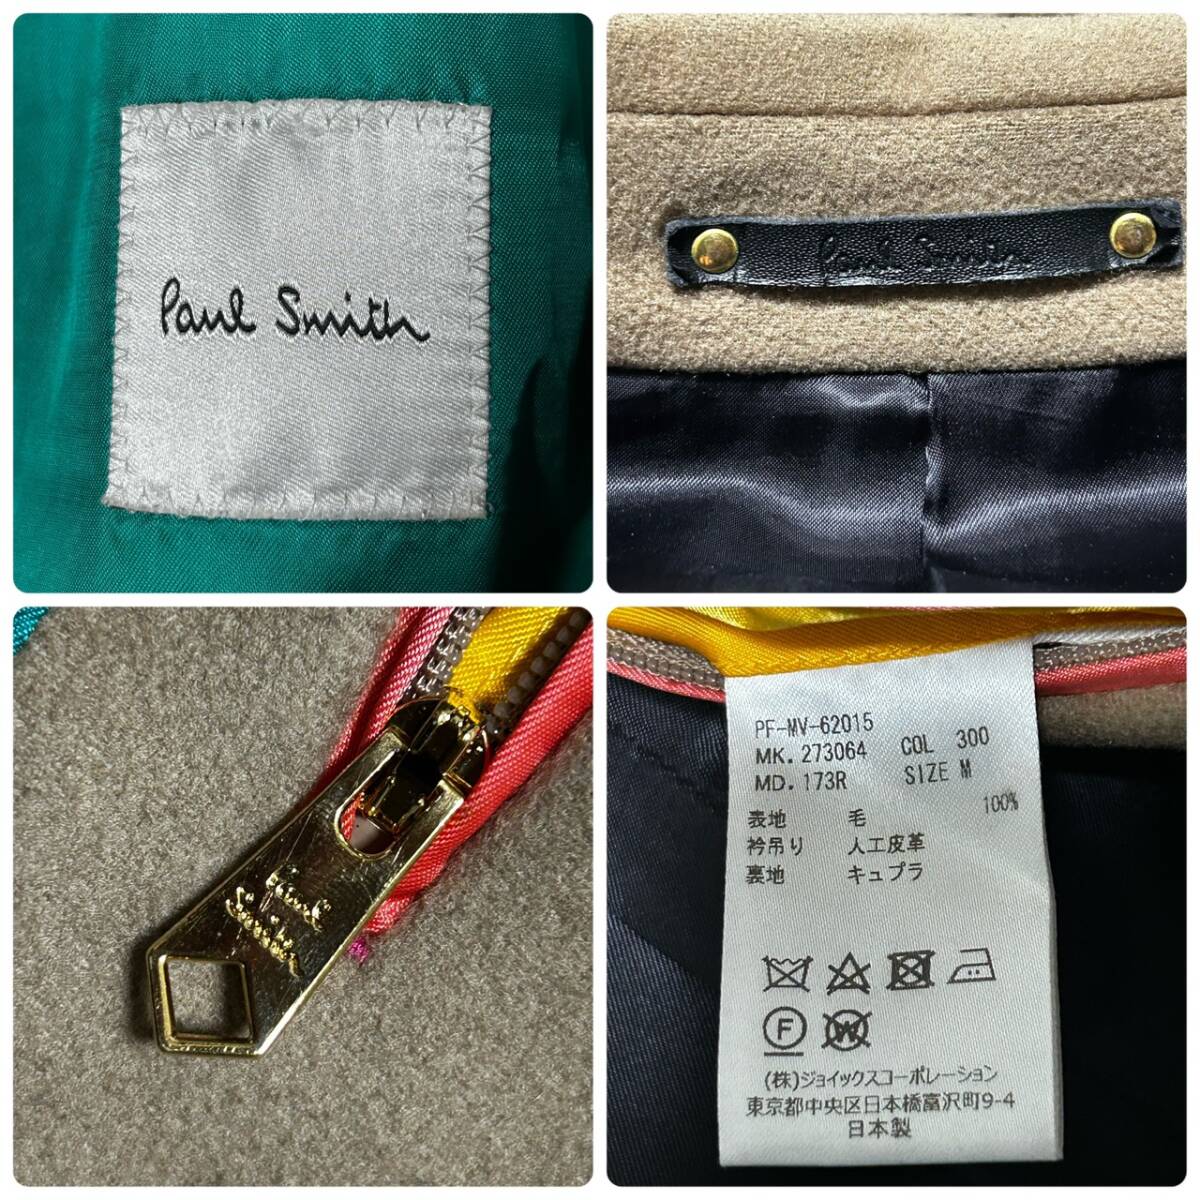 Paul Smith
Paul Smith
Paul
Smith
PF-MV-62015
MK. 273064 COL 300
MD. 173R SIZE M
表地 毛 100%
衿吊り 人工皮革
裏地 キュプラ
F W
(株)ジョイックスコーポレーション
東京都中央区日本橋富沢町9-4
日本製